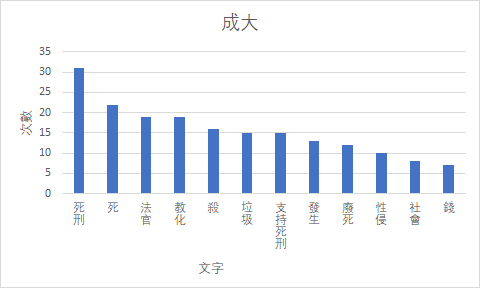 成大
35
30
25
20
15
10
5
0
次數
死刑
死
法官
教化
殺
垃圾
支持死刑
發生
廢死
性侵
社會
錢
文字